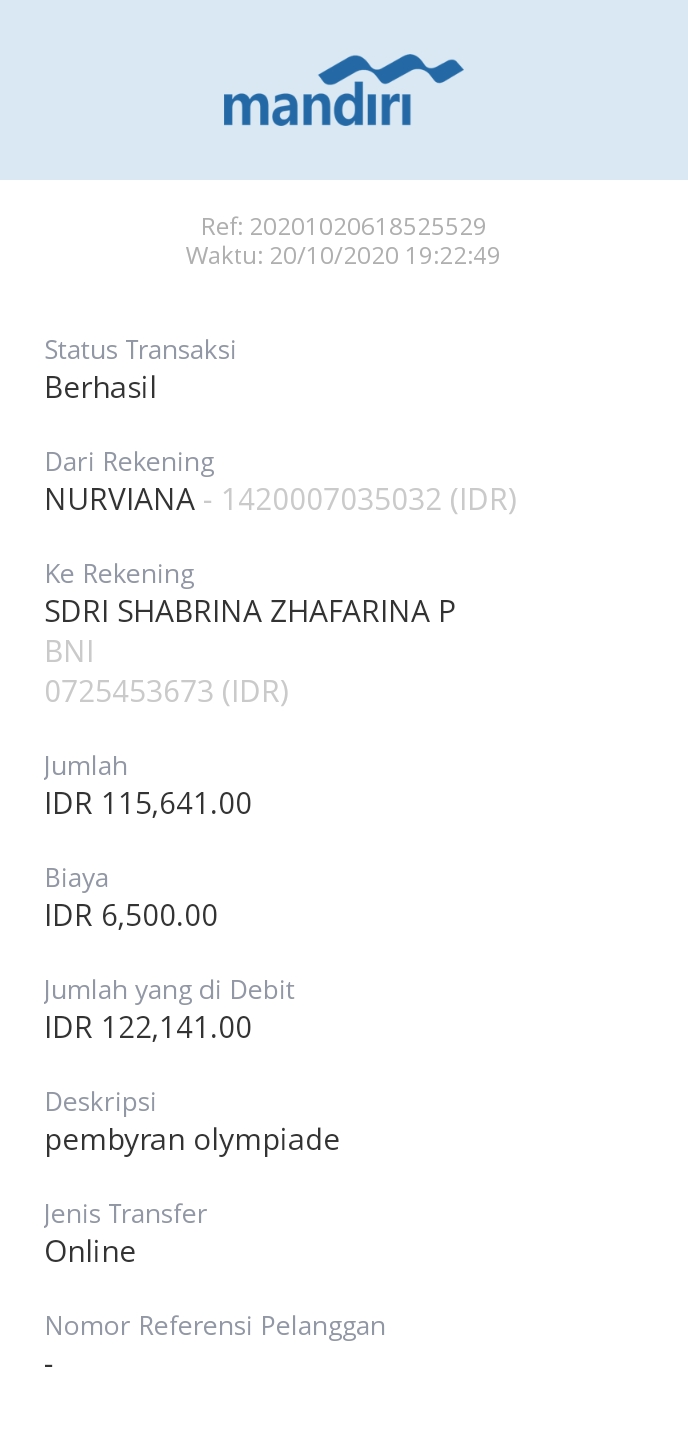 mandiri
Ref: 20201020618525529
Waktu: 20/10/2020 19:22:49
Status Transaksi
Berhasil
Dari Rekening
NURVIANA - 1420007035032 (IDR)
Ke Rekening
SDRI SHABRINA ZHAFARINA P
BNI
0725453673 (IDR)
Jumlah
IDR 115,641.00
Biaya
IDR 6,500.00
Jumlah yang di Debit
IDR 122,141.00
Deskripsi
pembyran olympiade
Jenis Transfer
Online
Nomor Referensi Pelanggan
-